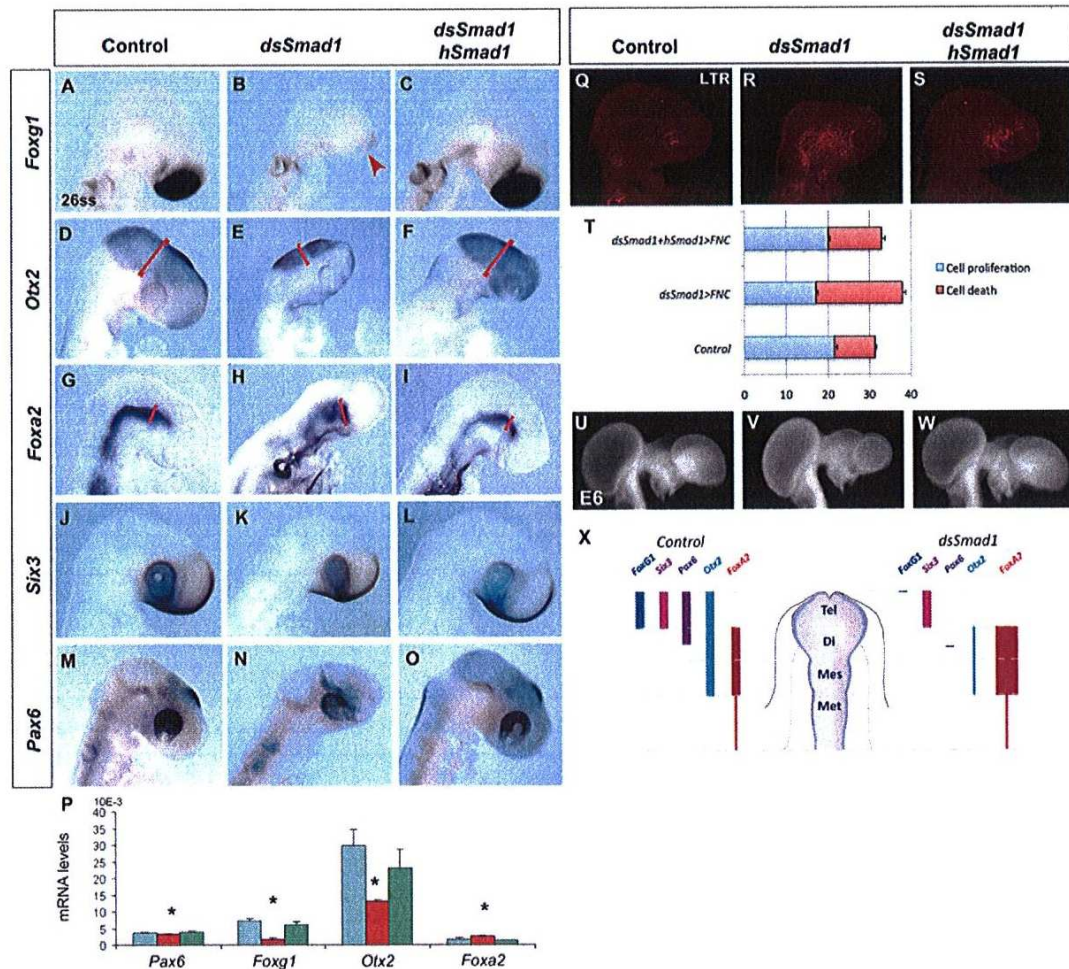 Control
dsSmad1
dsSmad1
hSmad1
Control
dsSmad1
dsSmad1
hSmad1
Foxg1
A
B
C
26ss
Otx2
D
E
F
Foxa2
G
H
I
Six3
J
K
L
Pax6
M
N
O
P
10E-3
mRNA levels
40
35
30
25
20
15
10
5
0
*
*
*
*
Pax6
Foxg1
Otx2
Foxa2
Q
LTR
R
S
T
dsSmad1+hSmad1>FNC
dsSmad1>FNC
Control
Cell proliferation
Cell death
0
10
20
30
40
U
V
W
E6
X
Control
dsSmad1
FoxG1
Six3
Pax6
Otx2
FoxA2
FoxG1
Six3
Pax6
Otx2
FoxA2
Tel
Di
Mes
Met